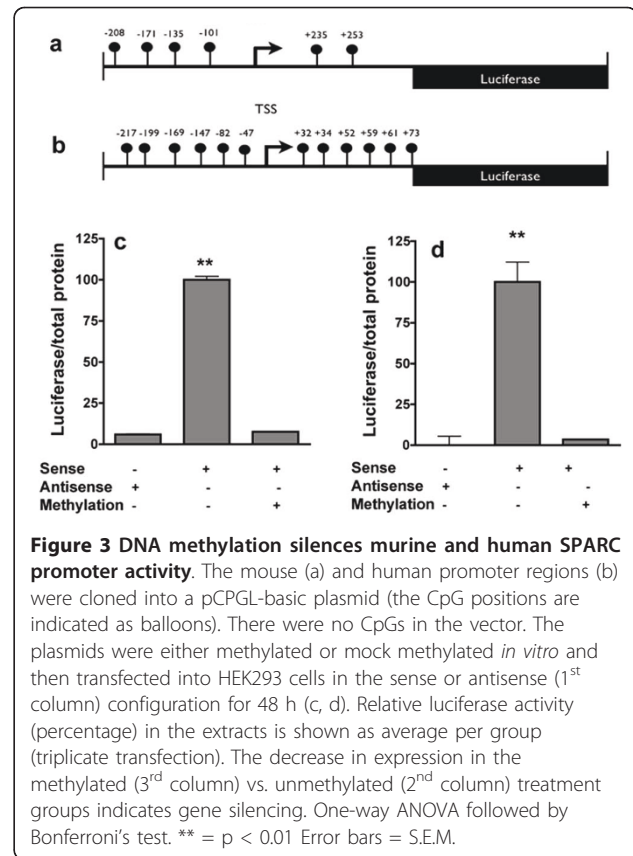 a
-208 -171 -135 -101 +235 +253
Luciferase
TSS
b
-217 -199 -169 -147 -82 -47 +32 +34 +52 +59 +61 +73
Luciferase
c
Luciferase/total protein
125
100
75
50
25
0
**
Sense - + +
Antisense + - -
Methylation - - +
d
Luciferase/total protein
125
100
75
50
25
0
**
Sense - + +
Antisense + - -
Methylation - - +
Figure 3 DNA methylation silences murine and human SPARC
promoter activity. The mouse (a) and human promoter regions (b)
were cloned into a pCPGL-basic plasmid (the CpG positions are
indicated as balloons). There were no CpGs in the vector. The
plasmids were either methylated or mock methylated in vitro and
then transfected into HEK293 cells in the sense or antisense (1st
column) configuration for 48 h (c, d). Relative luciferase activity
(percentage) in the extracts is shown as average per group
(triplicate transfection). The decrease in expression in the
methylated (3rd column) vs. unmethylated (2nd column) treatment
groups indicates gene silencing. One-way ANOVA followed by
Bonferroni's test. ** = p < 0.01 Error bars = S.E.M.